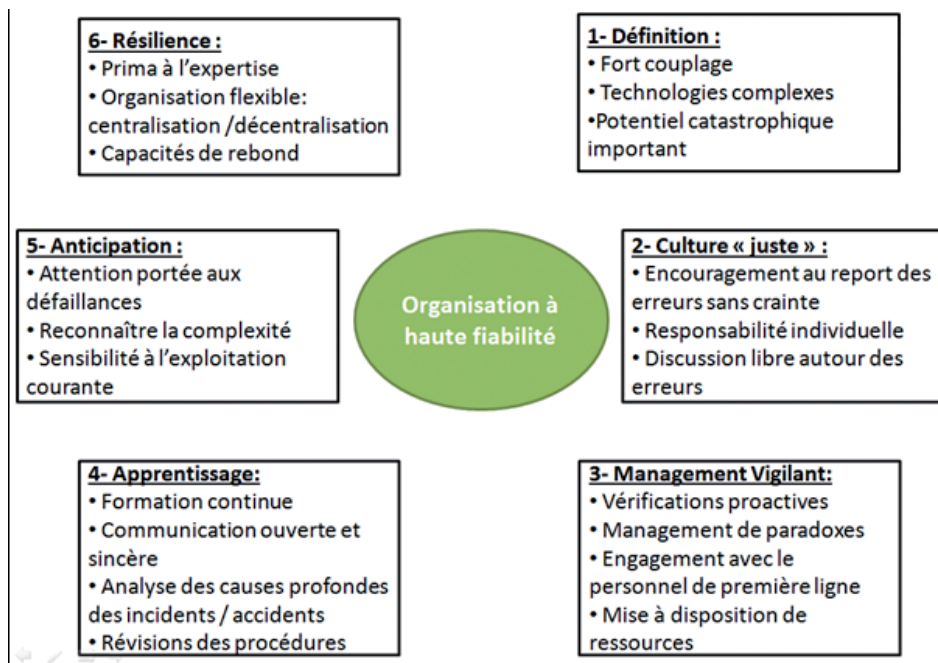 6- Résilience :
• Prima à l'expertise
• Organisation flexible:
centralisation /décentralisation
• Capacités de rebond
1- Définition :
• Fort couplage
• Technologies complexes
•Potentiel catastrophique
important
5- Anticipation :
• Attention portée aux
défaillances
• Reconnaître la complexité
• Sensibilité à l'exploitation
courante
Organisation à
haute fiabilité
2- Culture « juste » :
• Encouragement au report des
erreurs sans crainte
• Responsabilité individuelle
• Discussion libre autour des
erreurs
4- Apprentissage:
• Formation continue
• Communication ouverte et
sincère
• Analyse des causes profondes
des incidents / accidents
• Révisions des procédures
3- Management Vigilant:
• Vérifications proactives
• Management de paradoxes
• Engagement avec le
personnel de première ligne
• Mise à disposition de
ressources